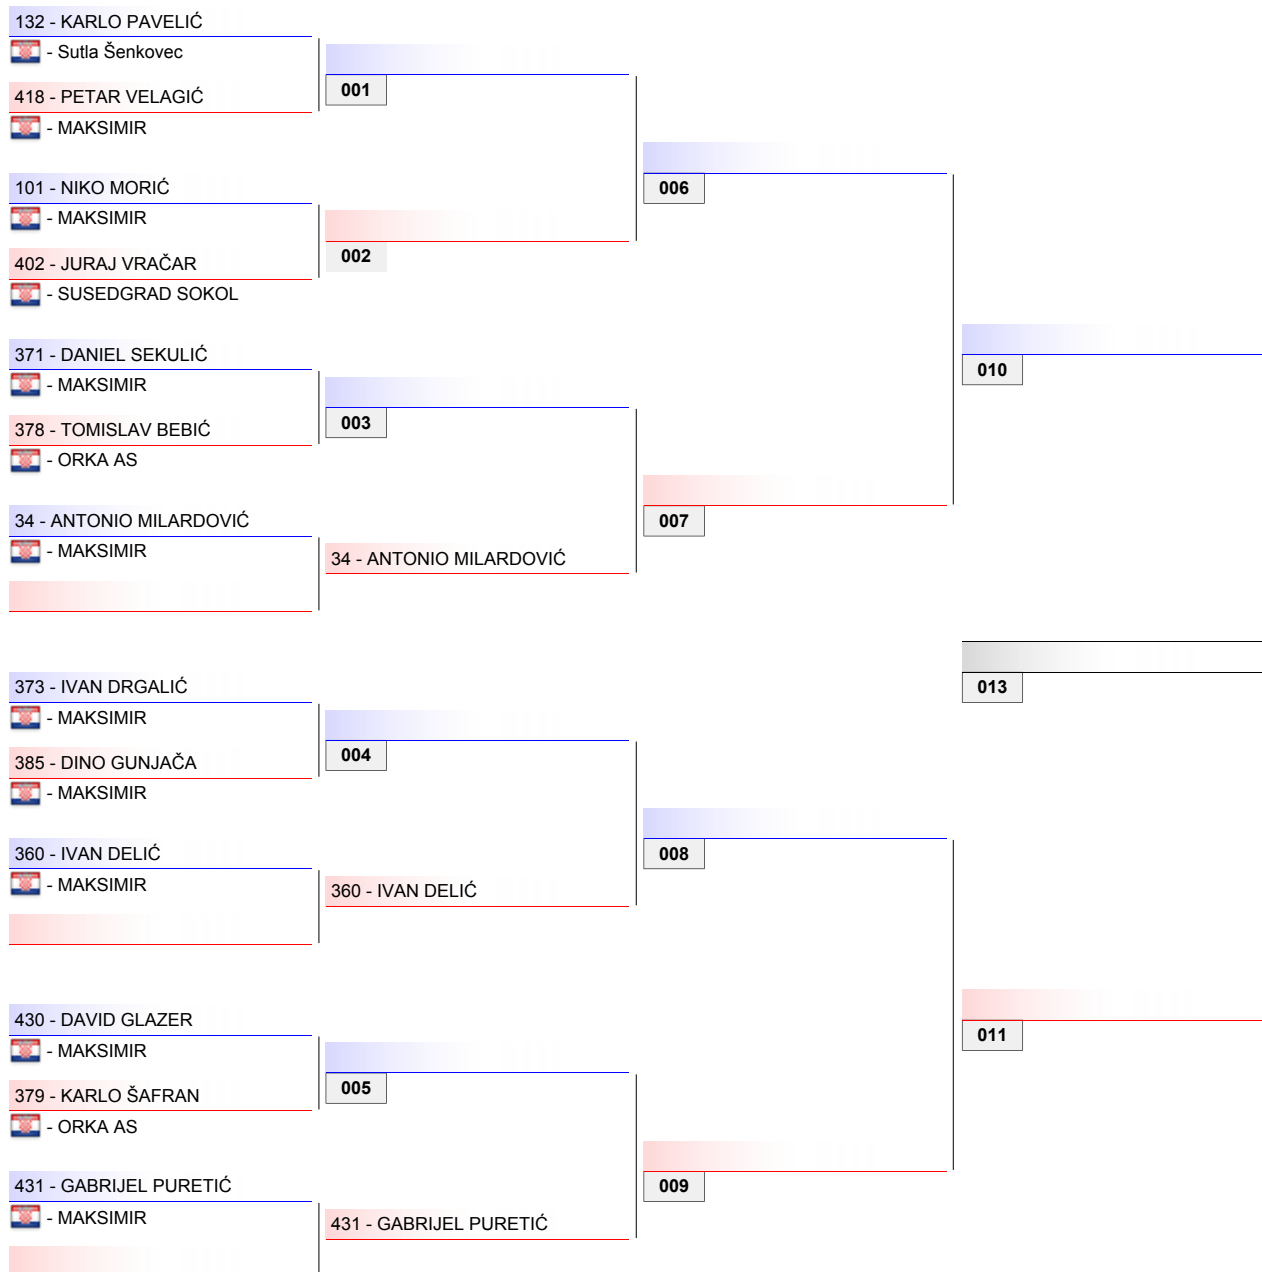 132 - KARLO PAVELIĆ
- Sutla Šenkovec
418 - PETAR VELAGIĆ
- MAKSIMIR
001
101 - NIKO MORIĆ
- MAKSIMIR
402 - JURAJ VRAČAR
- SUSEDGRAD SOKOL
002
006
371 - DANIEL SEKULIĆ
- MAKSIMIR
378 - TOMISLAV BEBIĆ
- ORKA AS
003
34 - ANTONIO MILARDOVIĆ
- MAKSIMIR
34 - ANTONIO MILARDOVIĆ
007
010
013
373 - IVAN DRGALIĆ
- MAKSIMIR
385 - DINO GUNJAČA
- MAKSIMIR
004
360 - IVAN DELIĆ
- MAKSIMIR
360 - IVAN DELIĆ
008
430 - DAVID GLAZER
- MAKSIMIR
379 - KARLO ŠAFRAN
- ORKA AS
005
431 - GABRIJEL PURETIĆ
- MAKSIMIR
431 - GABRIJEL PURETIĆ
009
011